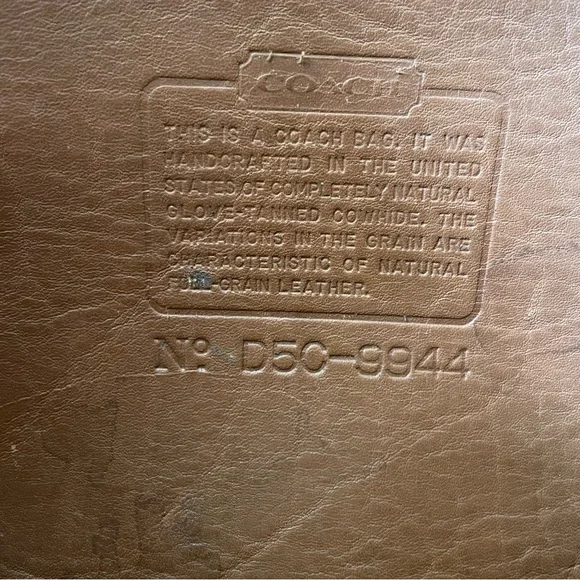 COACH
THIS IS A COACH BAG. IT WAS
HANDCRAFTED IN THE UNITED
STATES OF COMPLETELY NATURAL
GLOVE-TANNED COWHIDE. THE
VARIATIONS IN THE GRAIN ARE
CHARACTERISTIC OF NATURAL
FULL-GRAIN LEATHER.
Nº D5C-9944